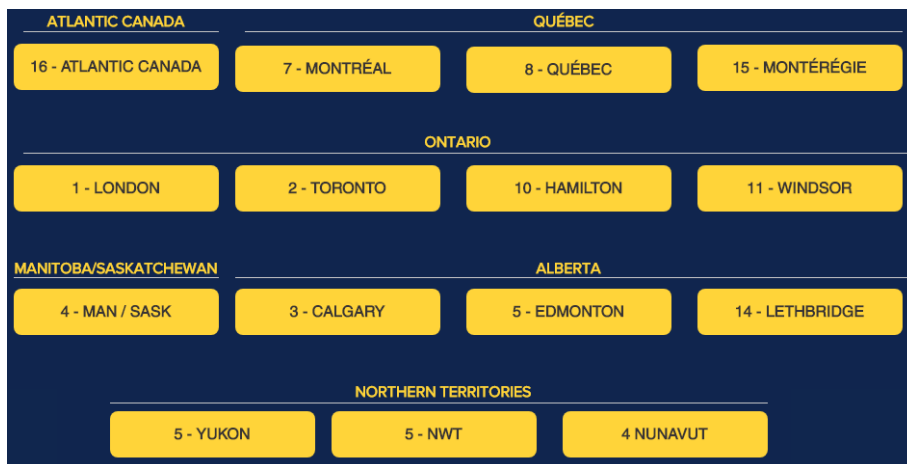 ATLANTIC CANADA QUÉBEC
16 - ATLANTIC CANADA 7 - MONTRÉAL 8 - QUÉBEC 15 - MONTÉRÉGIE
ONTARIO
1 - LONDON 2 - TORONTO 10 - HAMILTON 11 - WINDSOR
MANITOBA/SASKATCHEWAN ALBERTA
4 - MAN / SASK 3 - CALGARY 5 - EDMONTON 14 - LETHBRIDGE
NORTHERN TERRITORIES
5 - YUKON 5 - NWT 4 NUNAVUT